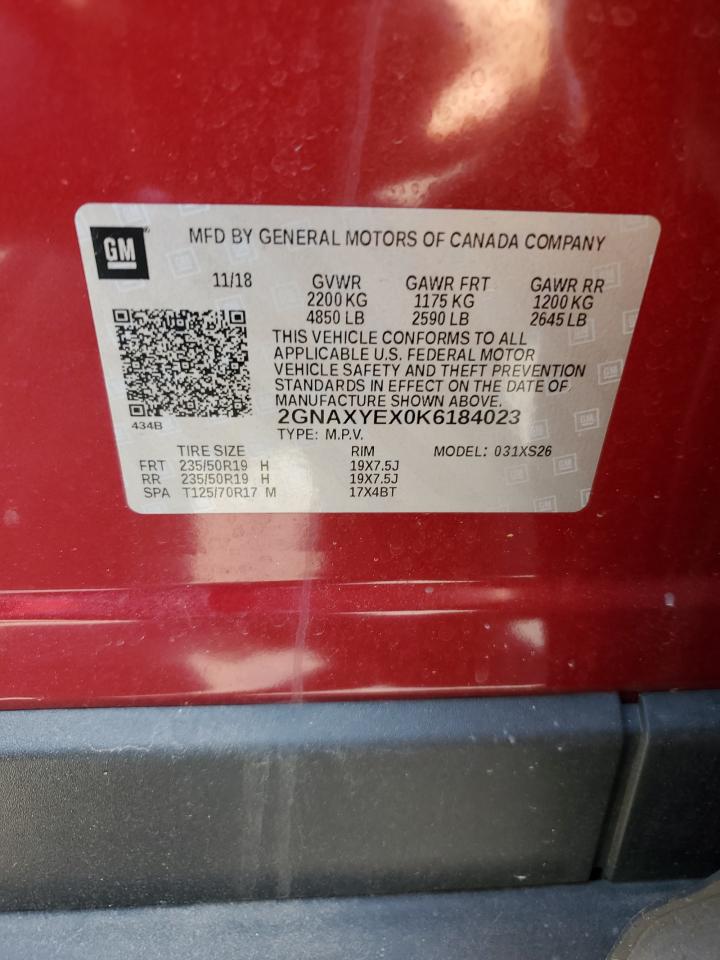 GM
MFD BY GENERAL MOTORS OF CANADA COMPANY
11/18 GVWR GAWR FRT GAWR RR
2200 KG 1175 KG 1200 KG
4850 LB 2590 LB 2645 LB
THIS VEHICLE CONFORMS TO ALL
APPLICABLE U.S. FEDERAL MOTOR
VEHICLE SAFETY AND THEFT PREVENTION
STANDARDS IN EFFECT ON THE DATE OF
MANUFACTURE SHOWN ABOVE.
434B
2GNAXYEX0K6184023
TYPE: M.P.V.
TIRE SIZE RIM MODEL: 031XS26
FRT 235/50R19 H 19X7.5J
RR 235/50R19 H 19X7.5J
SPA T125/70R17 M 17X4BT